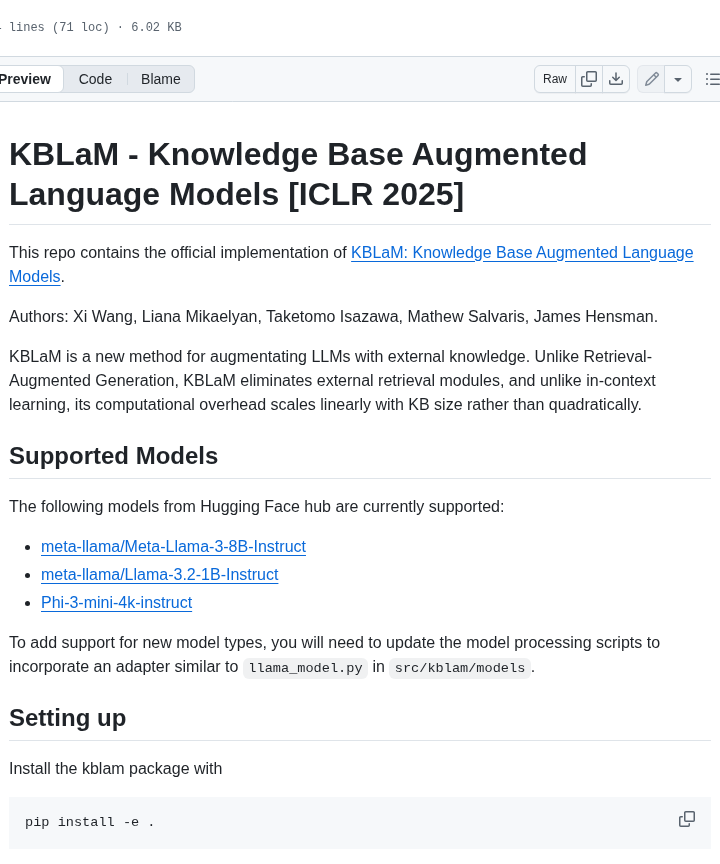 lines (71 loc) · 6.02 KB
Preview Code Blame Raw
KBLaM - Knowledge Base Augmented
Language Models [ICLR 2025]
This repo contains the official implementation of KBLaM: Knowledge Base Augmented Language
Models.
Authors: Xi Wang, Liana Mikaelyan, Taketomo Isazawa, Mathew Salvaris, James Hensman.
KBLaM is a new method for augmentating LLMs with external knowledge. Unlike Retrieval-
Augmented Generation, KBLaM eliminates external retrieval modules, and unlike in-context
learning, its computational overhead scales linearly with KB size rather than quadratically.
Supported Models
The following models from Hugging Face hub are currently supported:
meta-llama/Meta-Llama-3-8B-Instruct
meta-llama/Llama-3.2-1B-Instruct
Phi-3-mini-4k-instruct
To add support for new model types, you will need to update the model processing scripts to
incorporate an adapter similar to llama_model.py in src/kblam/models.
Setting up
Install the kblam package with
pip install -e .